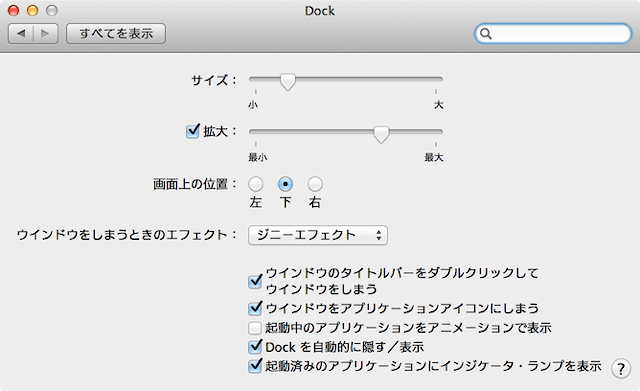 Dock
すべてを表示
サイズ：
小 大
拡大：
最小 最大
画面上の位置：
左 下 右
ウインドウをしまうときのエフェクト： ジニーエフェクト
ウインドウのタイトルバーをダブルクリックして
ウインドウをしまう
ウインドウをアプリケーションアイコンにしまう
起動中のアプリケーションをアニメーションで表示
Dock を自動的に隠す／表示
起動済みのアプリケーションにインジケータ・ランプを表示 ?